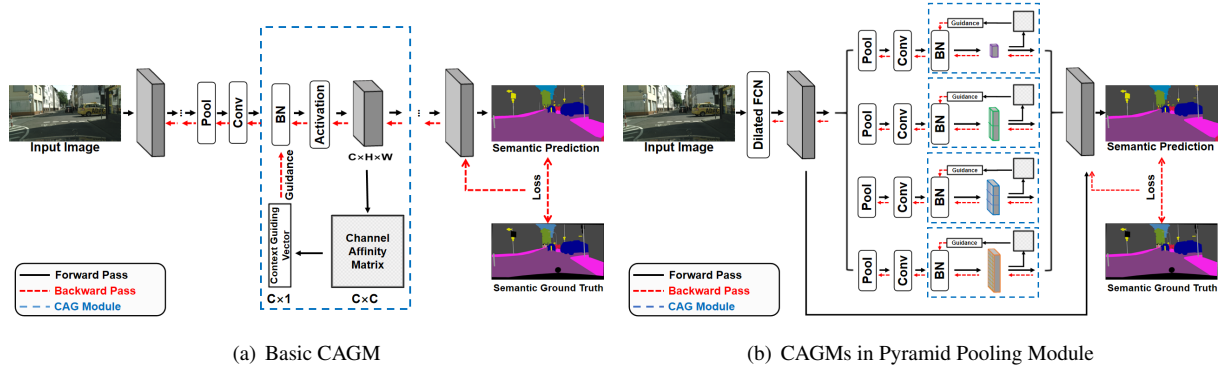 Input Image
Pool
Conv
BN
Activation
C×H×W
Guidance
Context Guiding
Vector
C×1
Channel
Affinity
Matrix
C×C
Semantic Prediction
Loss
Semantic Ground Truth
Forward Pass
Backward Pass
CAG Module
(a) Basic CAGM
Input Image
Dilated FCN
Pool
Conv
BN
Guidance
Pool
Conv
BN
Guidance
Pool
Conv
BN
Guidance
Pool
Conv
BN
Guidance
Semantic Prediction
Loss
Semantic Ground Truth
Forward Pass
Backward Pass
CAG Module
(b) CAGMs in Pyramid Pooling Module